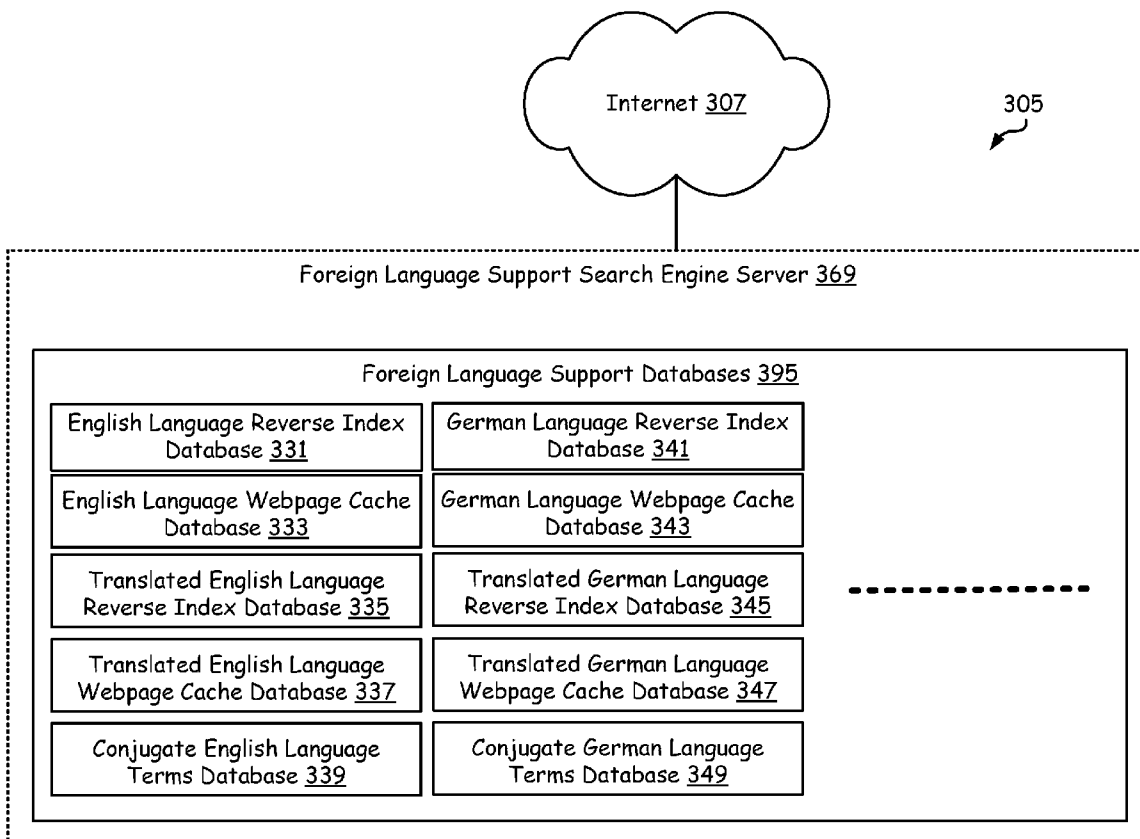 Internet 307
305
Foreign Language Support Search Engine Server 369
Foreign Language Support Databases 395
English Language Reverse Index
Database 331
German Language Reverse Index
Database 341
English Language Webpage Cache
Database 333
German Language Webpage Cache
Database 343
Translated English Language
Reverse Index Database 335
Translated German Language
Reverse Index Database 345
Translated English Language
Webpage Cache Database 337
Translated German Language
Webpage Cache Database 347
Conjugate English Language
Terms Database 339
Conjugate German Language
Terms Database 349